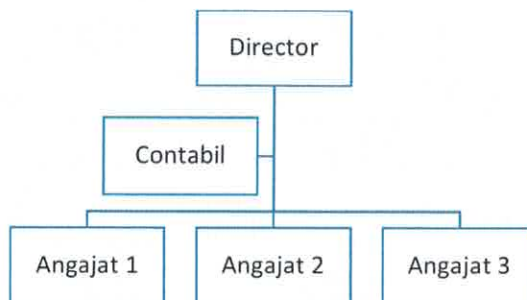 Director
Contabil
Angajat 1
Angajat 2
Angajat 3